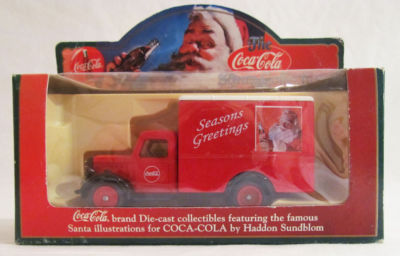 The
Coca-Cola
Coca-Cola
Seasons
Greetings
Coca-Cola
Coca-Cola, brand Die-cast collectibles featuring the famous
Santa illustrations for COCA-COLA by Haddon Sundblom